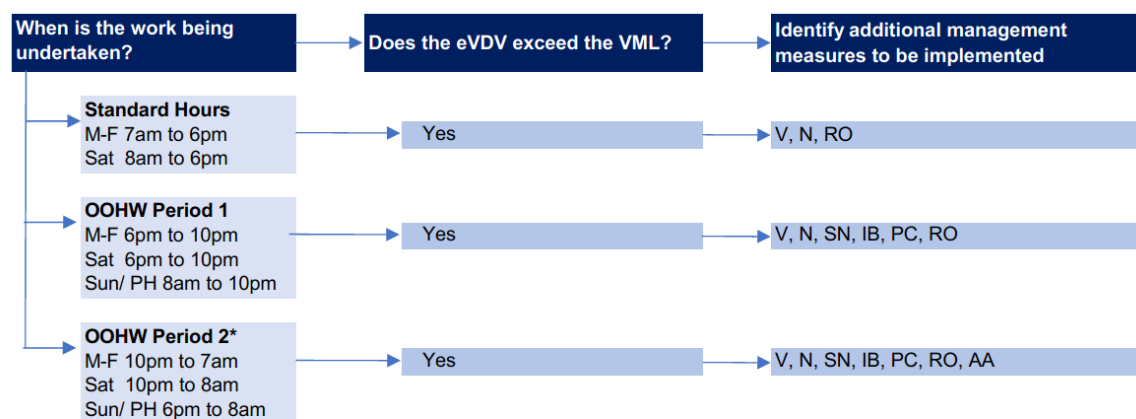 When is the work being
undertaken?
Does the eVDV exceed the VML?
Identify additional management
measures to be implemented
Standard Hours
M-F 7am to 6pm
Sat 8am to 6pm
Yes
V, N, RO
OOHW Period 1
M-F 6pm to 10pm
Sat 6pm to 10pm
Sun/ PH 8am to 10pm
Yes
V, N, SN, IB, PC, RO
OOHW Period 2*
M-F 10pm to 7am
Sat 10pm to 8am
Sun/ PH 6pm to 8am
Yes
V, N, SN, IB, PC, RO, AA